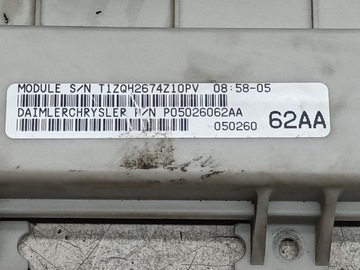 MODULE S/N T1ZQH2674Z10PV 08:58-05
DAIMLERCHRYSLER P/N P05026062AA
050260 62AA